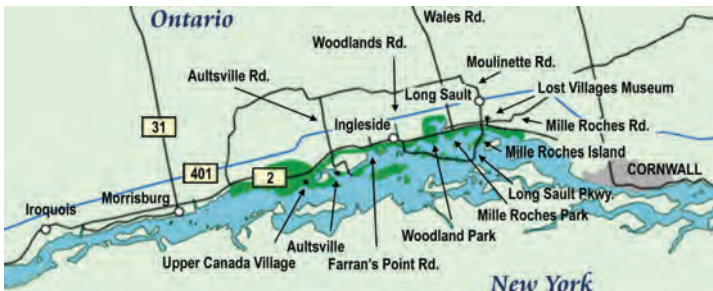 Ontario
Wales Rd.
Woodlands Rd.
Moulinette Rd.
Aultsville Rd.
Long Sault
Lost Villages Museum
Ingleside
31
Mille Roches Rd.
Mille Roches Island
401
2
CORNWALL
Morrisburg
Long Sault Pkwy.
Iroquois
Mille Roches Park
Woodland Park
Aultsville
Upper Canada Village
Farran's Point Rd.
New York